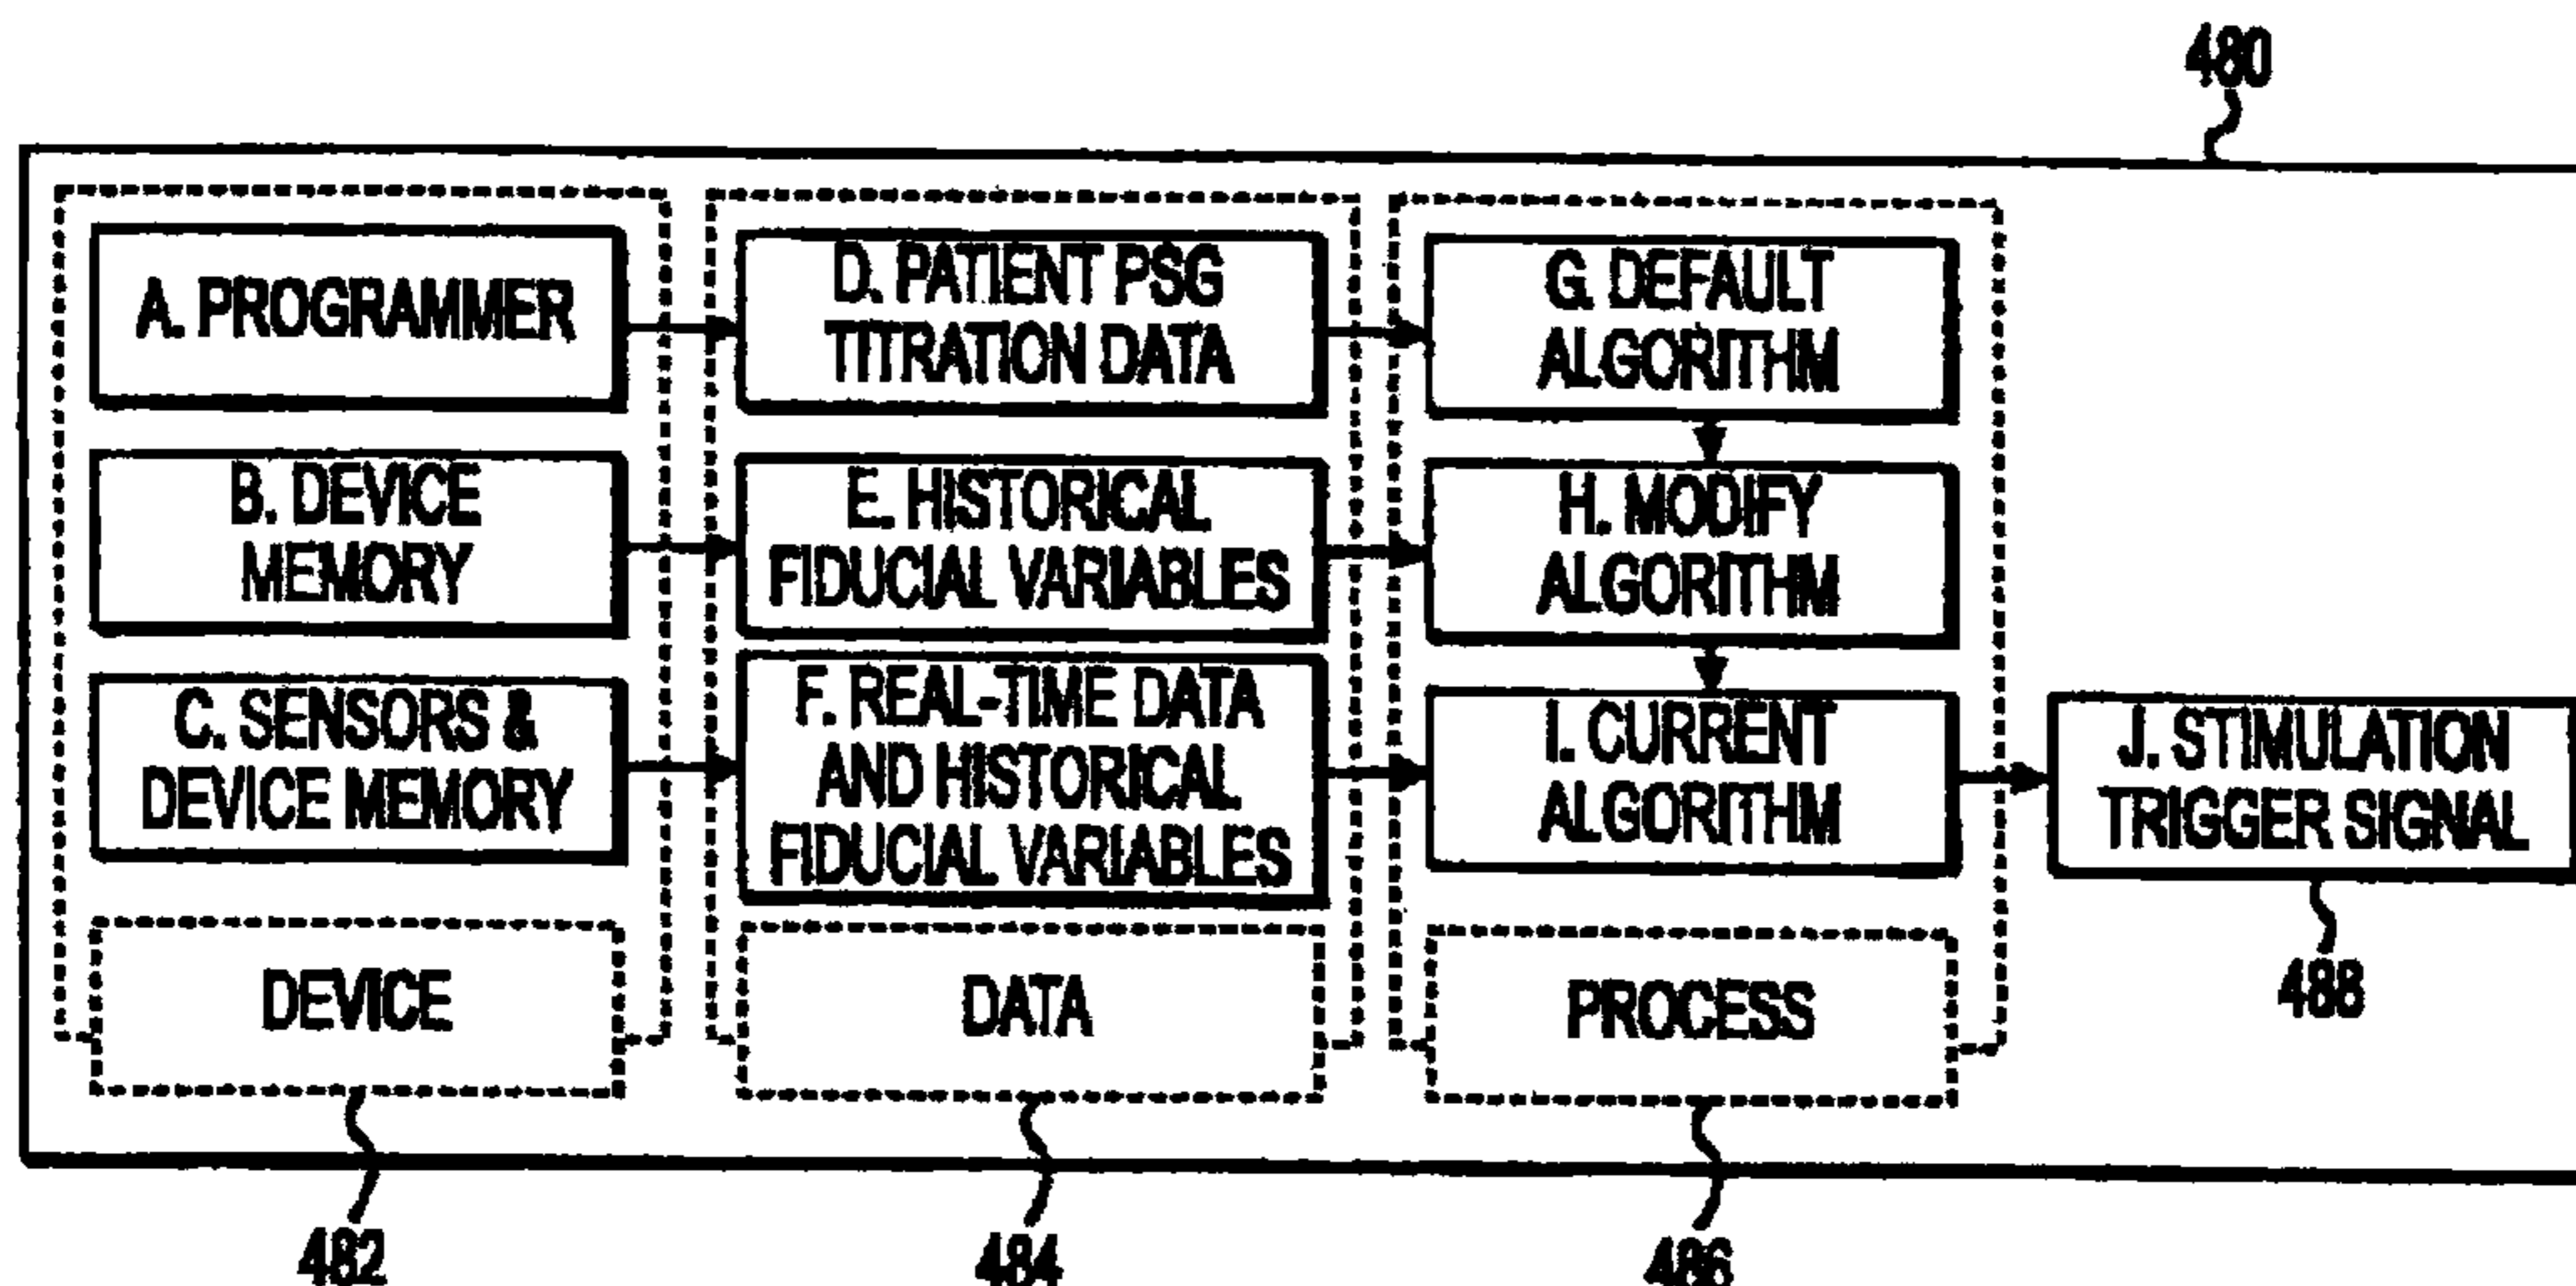 480
A. PROGRAMMER
D. PATIENT PSG
TITRATION DATA
G. DEFAULT
ALGORITHM
B. DEVICE
MEMORY
E. HISTORICAL
FIDUCIAL VARIABLES
H. MODIFY
ALGORITHM
C. SENSORS &
DEVICE MEMORY
F. REAL-TIME DATA
AND HISTORICAL
FIDUCIAL VARIABLES
I. CURRENT
ALGORITHM
J. STIMULATION
TRIGGER SIGNAL
DEVICE
DATA
PROCESS
488
482
484
486